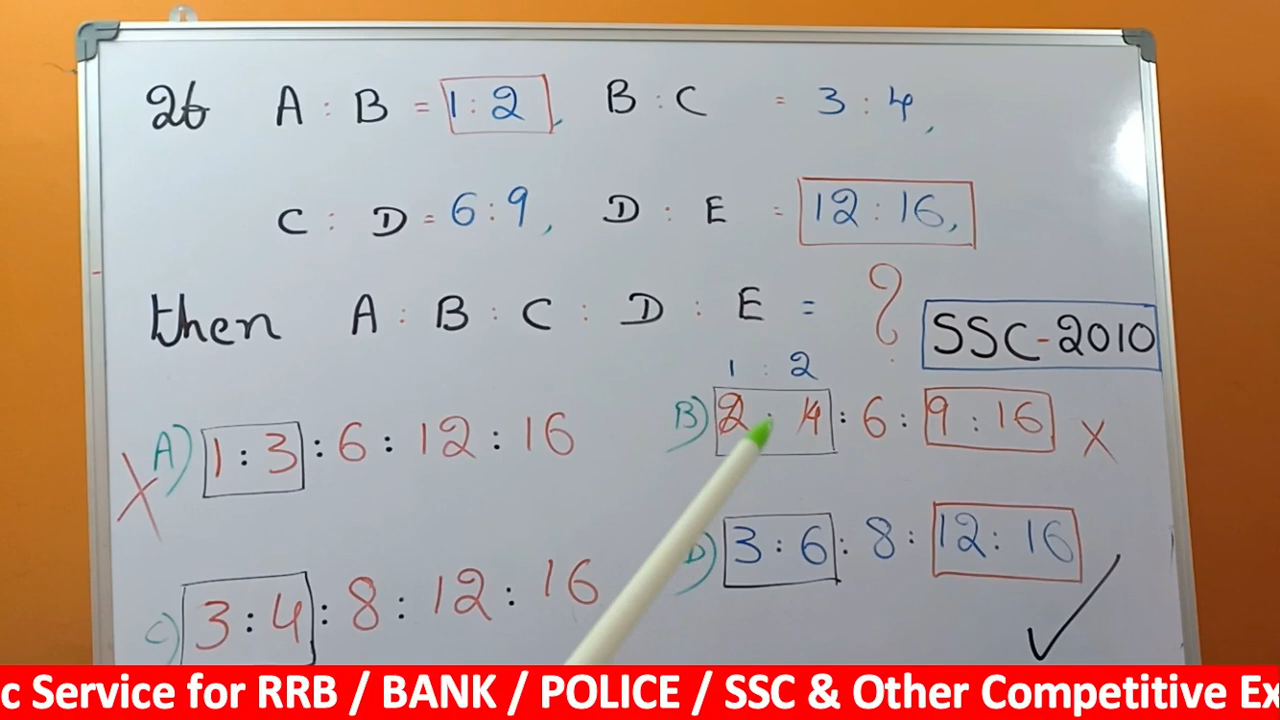 26 A : B = 1 : 2, B : C = 3 : 4,
C : D = 6 : 9, D : E = 12 : 16,
then A : B : C : D : E = ?
SSC-2010
1 : 2
A) 1 : 3 : 6 : 12 : 16
B) 2 : 4 : 6 : 9 : 16 X
X
C) 3 : 4 : 8 : 12 : 16
D) 3 : 6 : 8 : 12 : 16
c Service for RRB / BANK / POLICE / SSC & Other Competitive Ex